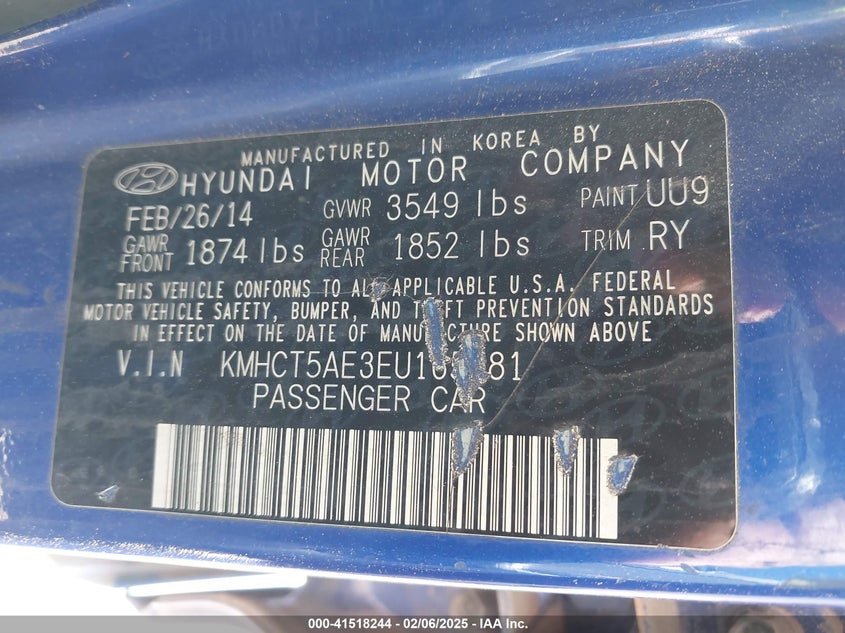 MANUFACTURED IN KOREA BY
HYUNDAI MOTOR COMPANY
FEB/26/14 GVWR 3549 lbs PAINT UU9
GAWR FRONT 1874 lbs GAWR REAR 1852 lbs TRIM RY
THIS VEHICLE CONFORMS TO ALL APPLICABLE U.S.A. FEDERAL
MOTOR VEHICLE SAFETY, BUMPER, AND THEFT PREVENTION STANDARDS
IN EFFECT ON THE DATE OF MANUFACTURE SHOWN ABOVE
V.I.N
PASSENGER CAR
000-41518244 - 02/06/2025 - IAA Inc.